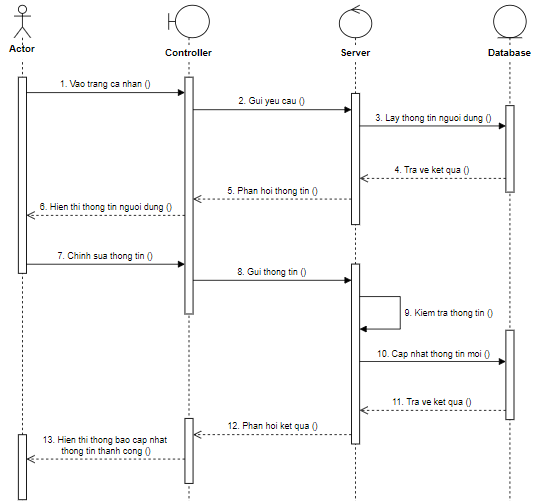 Actor
Controller
Server
Database
1. Vao trang ca nhan ()
2. Gui yeu cau ()
3. Lay thong tin nguoi dung ()
4. Tra ve ket qua ()
5. Phan hoi thong tin ()
6. Hien thi thong tin nguoi dung ()
7. Chinh sua thong tin ()
8. Gui thong tin ()
9. Kiem tra thong tin ()
10. Cap nhat thong tin moi ()
11. Tra ve ket qua ()
12. Phan hoi ket qua ()
13. Hien thi thong bao cap nhat
thong tin thanh cong ()